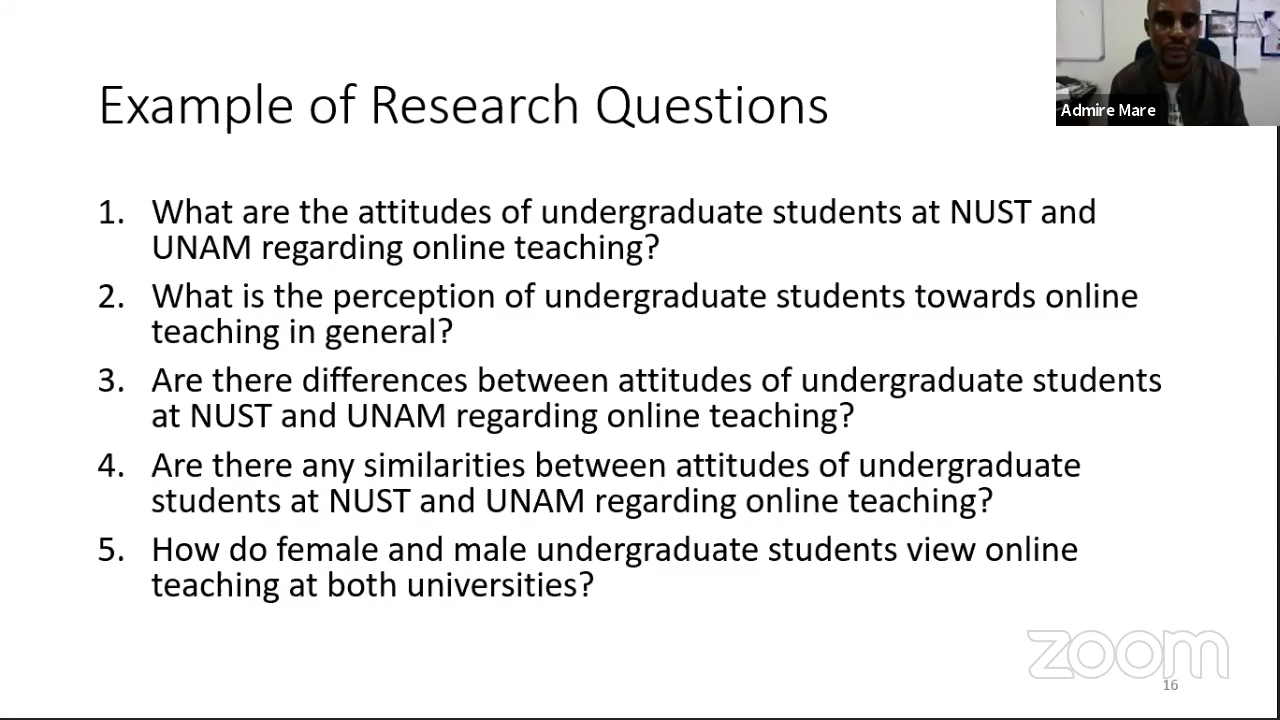 Admire Mare
Example of Research Questions
1. What are the attitudes of undergraduate students at NUST and
UNAM regarding online teaching?
2. What is the perception of undergraduate students towards online
teaching in general?
3. Are there differences between attitudes of undergraduate students
at NUST and UNAM regarding online teaching?
4. Are there any similarities between attitudes of undergraduate
students at NUST and UNAM regarding online teaching?
5. How do female and male undergraduate students view online
teaching at both universities?
zoom
16